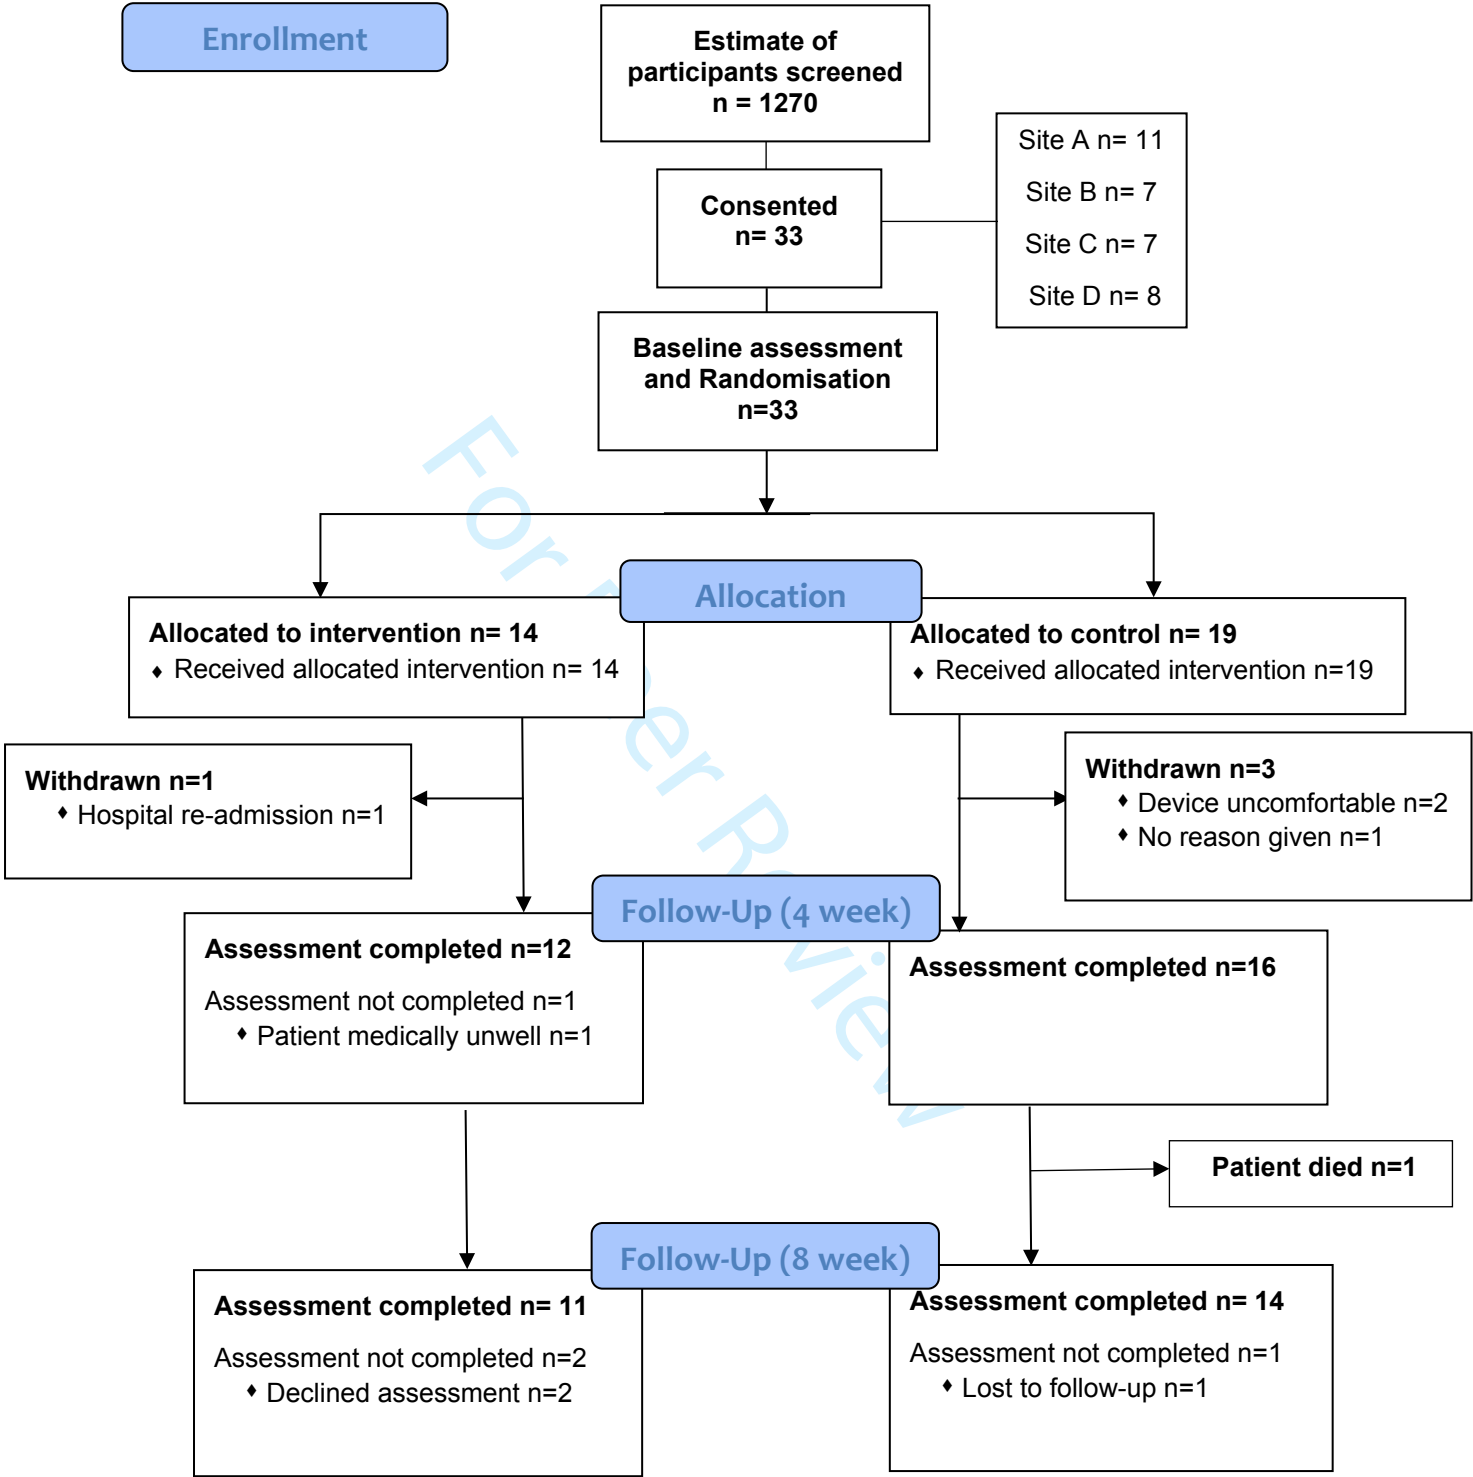 Enrollment
Estimate of
participants screened
n = 1270
Site A n= 11
Site B n= 7
Site C n= 7
Site D n= 8
Consented
n= 33
Baseline assessment
and Randomisation
n=33
For Peer Review
Allocation
Allocated to intervention n= 14
♦ Received allocated intervention n= 14
Allocated to control n= 19
♦ Received allocated intervention n=19
Withdrawn n=1
♦ Hospital re-admission n=1
Withdrawn n=3
♦ Device uncomfortable n=2
♦ No reason given n=1
Follow-Up (4 week)
Assessment completed n=12
Assessment not completed n=1
♦ Patient medically unwell n=1
Assessment completed n=16
Patient died n=1
Follow-Up (8 week)
Assessment completed n= 11
Assessment not completed n=2
♦ Declined assessment n=2
Assessment completed n= 14
Assessment not completed n=1
♦ Lost to follow-up n=1